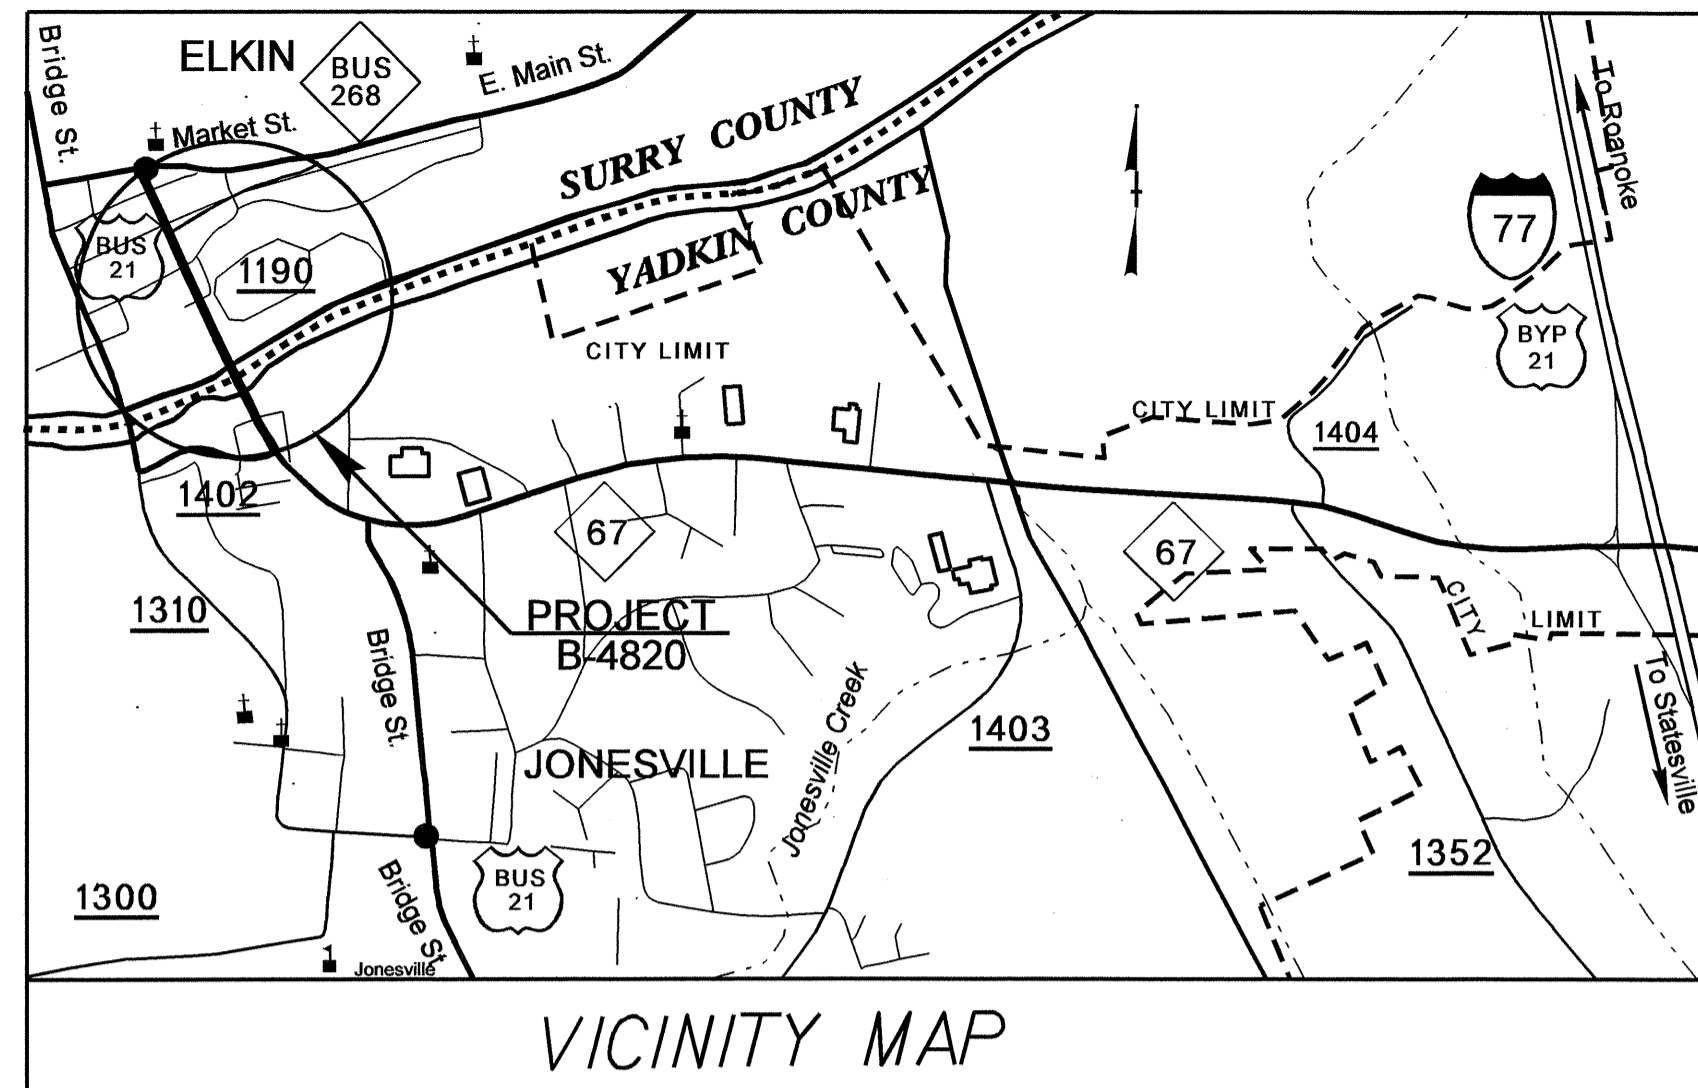 Bridge St.
ELKIN
BUS
268
E. Main St.
Market St.
SURRY COUNTY
YADKIN COUNTY
To Roanoke
77
BUS
21
1190
BYP
21
CITY LIMIT
CITY LIMIT
1404
1402
67
67
1310
PROJECT
B-4820
CITY LIMIT
Bridge St.
Jonesville Creek
1403
JONESVILLE
To Statesville
1352
1300
BUS
21
Bridge St.
Jonesville
VICINITY MAP